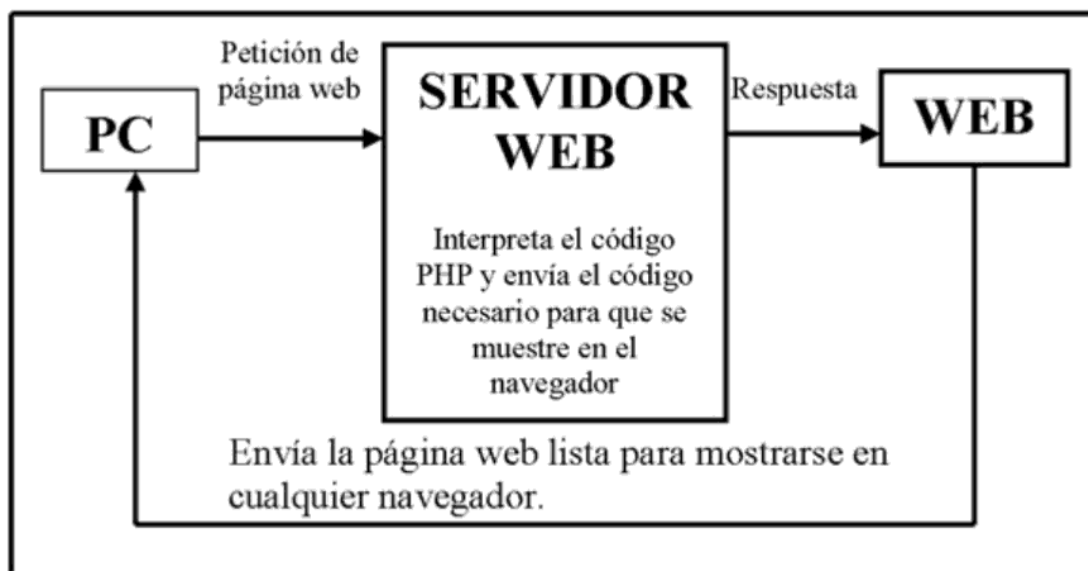 Petición de
página web
PC
SERVIDOR
WEB
Interpreta el código
PHP y envía el código
necesario para que se
muestre en el
navegador
Respuesta
WEB
Envía la página web lista para mostrarse en
cualquier navegador.